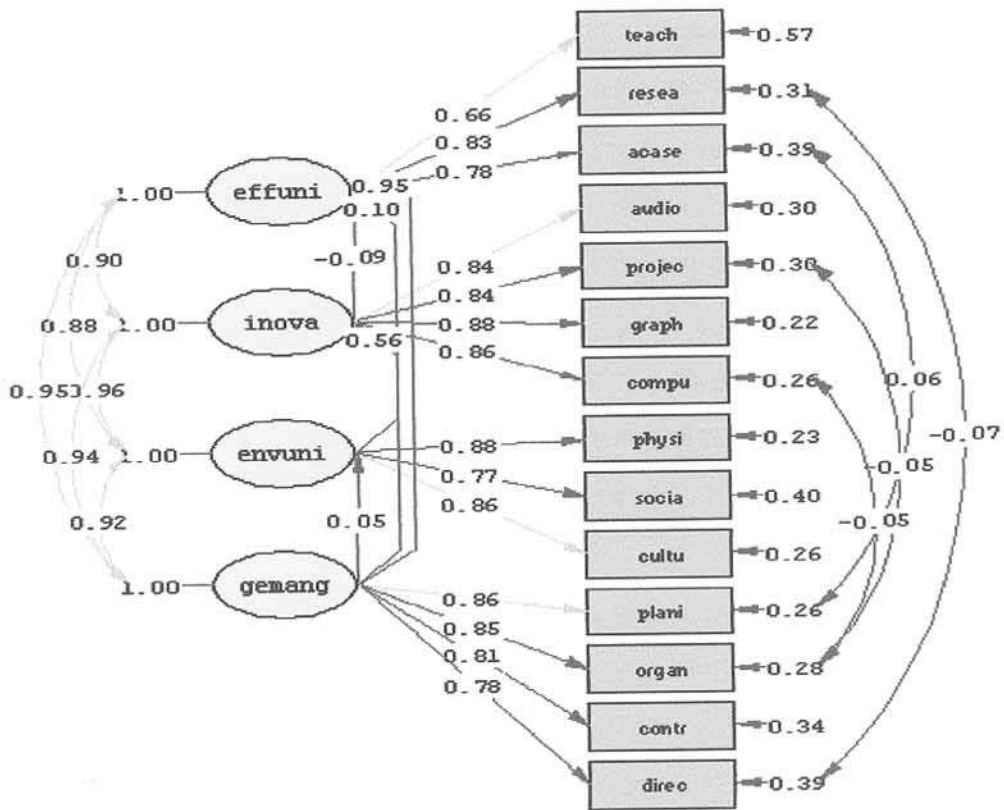 teach 0.57
resea 0.31
0.66
0.83
acase 0.39
0.78
1.00 effuni 0.95
0.10
audio 0.30
0.90
-0.09
0.84
projec 0.30
0.84
0.88 1.00 inova
0.88
graph 0.22
0.56
0.86
compu 0.26
0.06
0.95
0.96
-0.07
0.88
physi 0.23
0.94 1.00 envuni
0.77
-0.05
socia 0.40
0.86
0.92
0.05
-0.05
cultu 0.26
1.00 gemang
0.86
plani 0.26
0.85
0.81
organ 0.28
0.78
contr 0.34
direc 0.39